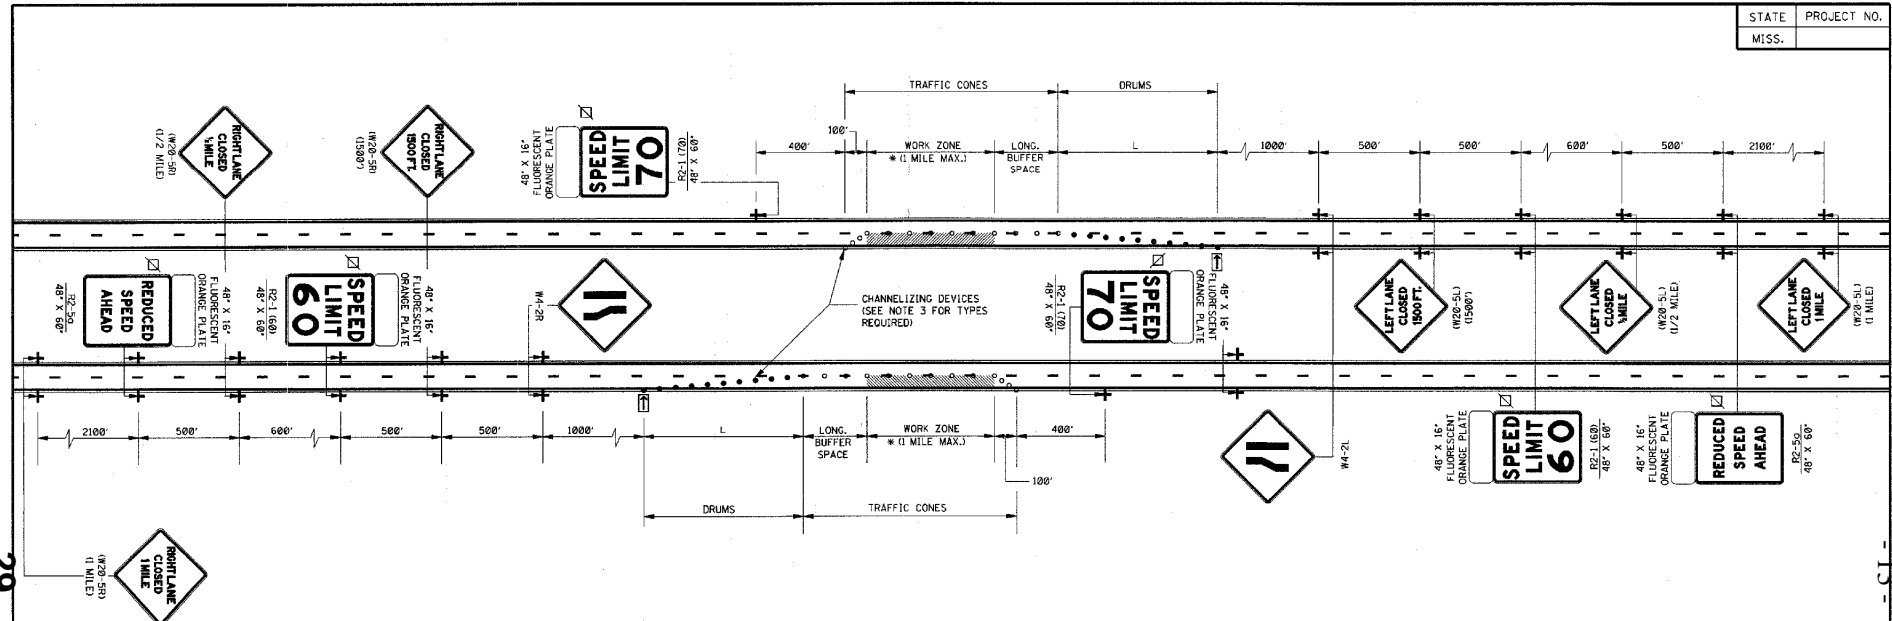 STATE PROJECT NO.
MISS.
TRAFFIC CONES
DRUMS
100'
400'
WORK ZONE
* (1 MILE MAX.)
LONG.
BUFFER
SPACE
L
1000'
500'
500'
600'
500'
2100'
RIGHT LANE
CLOSED
½ MILE
(W20-5R)
(1/2 MILE)
RIGHT LANE
CLOSED
1500 FT.
(W20-5R)
(1500')
SPEED
LIMIT
70
R2-1 (70)
48" X 60"
48" X 16"
FLUORESCENT
ORANGE PLATE
REDUCED
SPEED
AHEAD
R2-5a
48" X 60"
48" X 16"
FLUORESCENT
ORANGE PLATE
SPEED
LIMIT
60
R2-1 (60)
48" X 60"
48" X 16"
FLUORESCENT
ORANGE PLATE
W4-2R
CHANNELIZING DEVICES
(SEE NOTE 3 FOR TYPES
REQUIRED)
SPEED
LIMIT
70
R2-1 (70)
48" X 60"
48" X 16"
FLUORESCENT
ORANGE PLATE
LEFT LANE
CLOSED
1500 FT.
(W20-5L)
(1500')
LEFT LANE
CLOSED
½ MILE
(W20-5L)
(1/2 MILE)
LEFT LANE
CLOSED
1 MILE
(W20-5L)
(1 MILE)
2100'
500'
600'
500'
500'
1000'
L
LONG.
BUFFER
SPACE
WORK ZONE
* (1 MILE MAX.)
400'
100'
DRUMS
TRAFFIC CONES
W4-2L
SPEED
LIMIT
60
R2-1 (60)
48" X 60"
48" X 16"
FLUORESCENT
ORANGE PLATE
REDUCED
SPEED
AHEAD
R2-5a
48" X 60"
48" X 16"
FLUORESCENT
ORANGE PLATE
RIGHT LANE
CLOSED
1 MILE
(W20-5R)
(1 MILE)
29